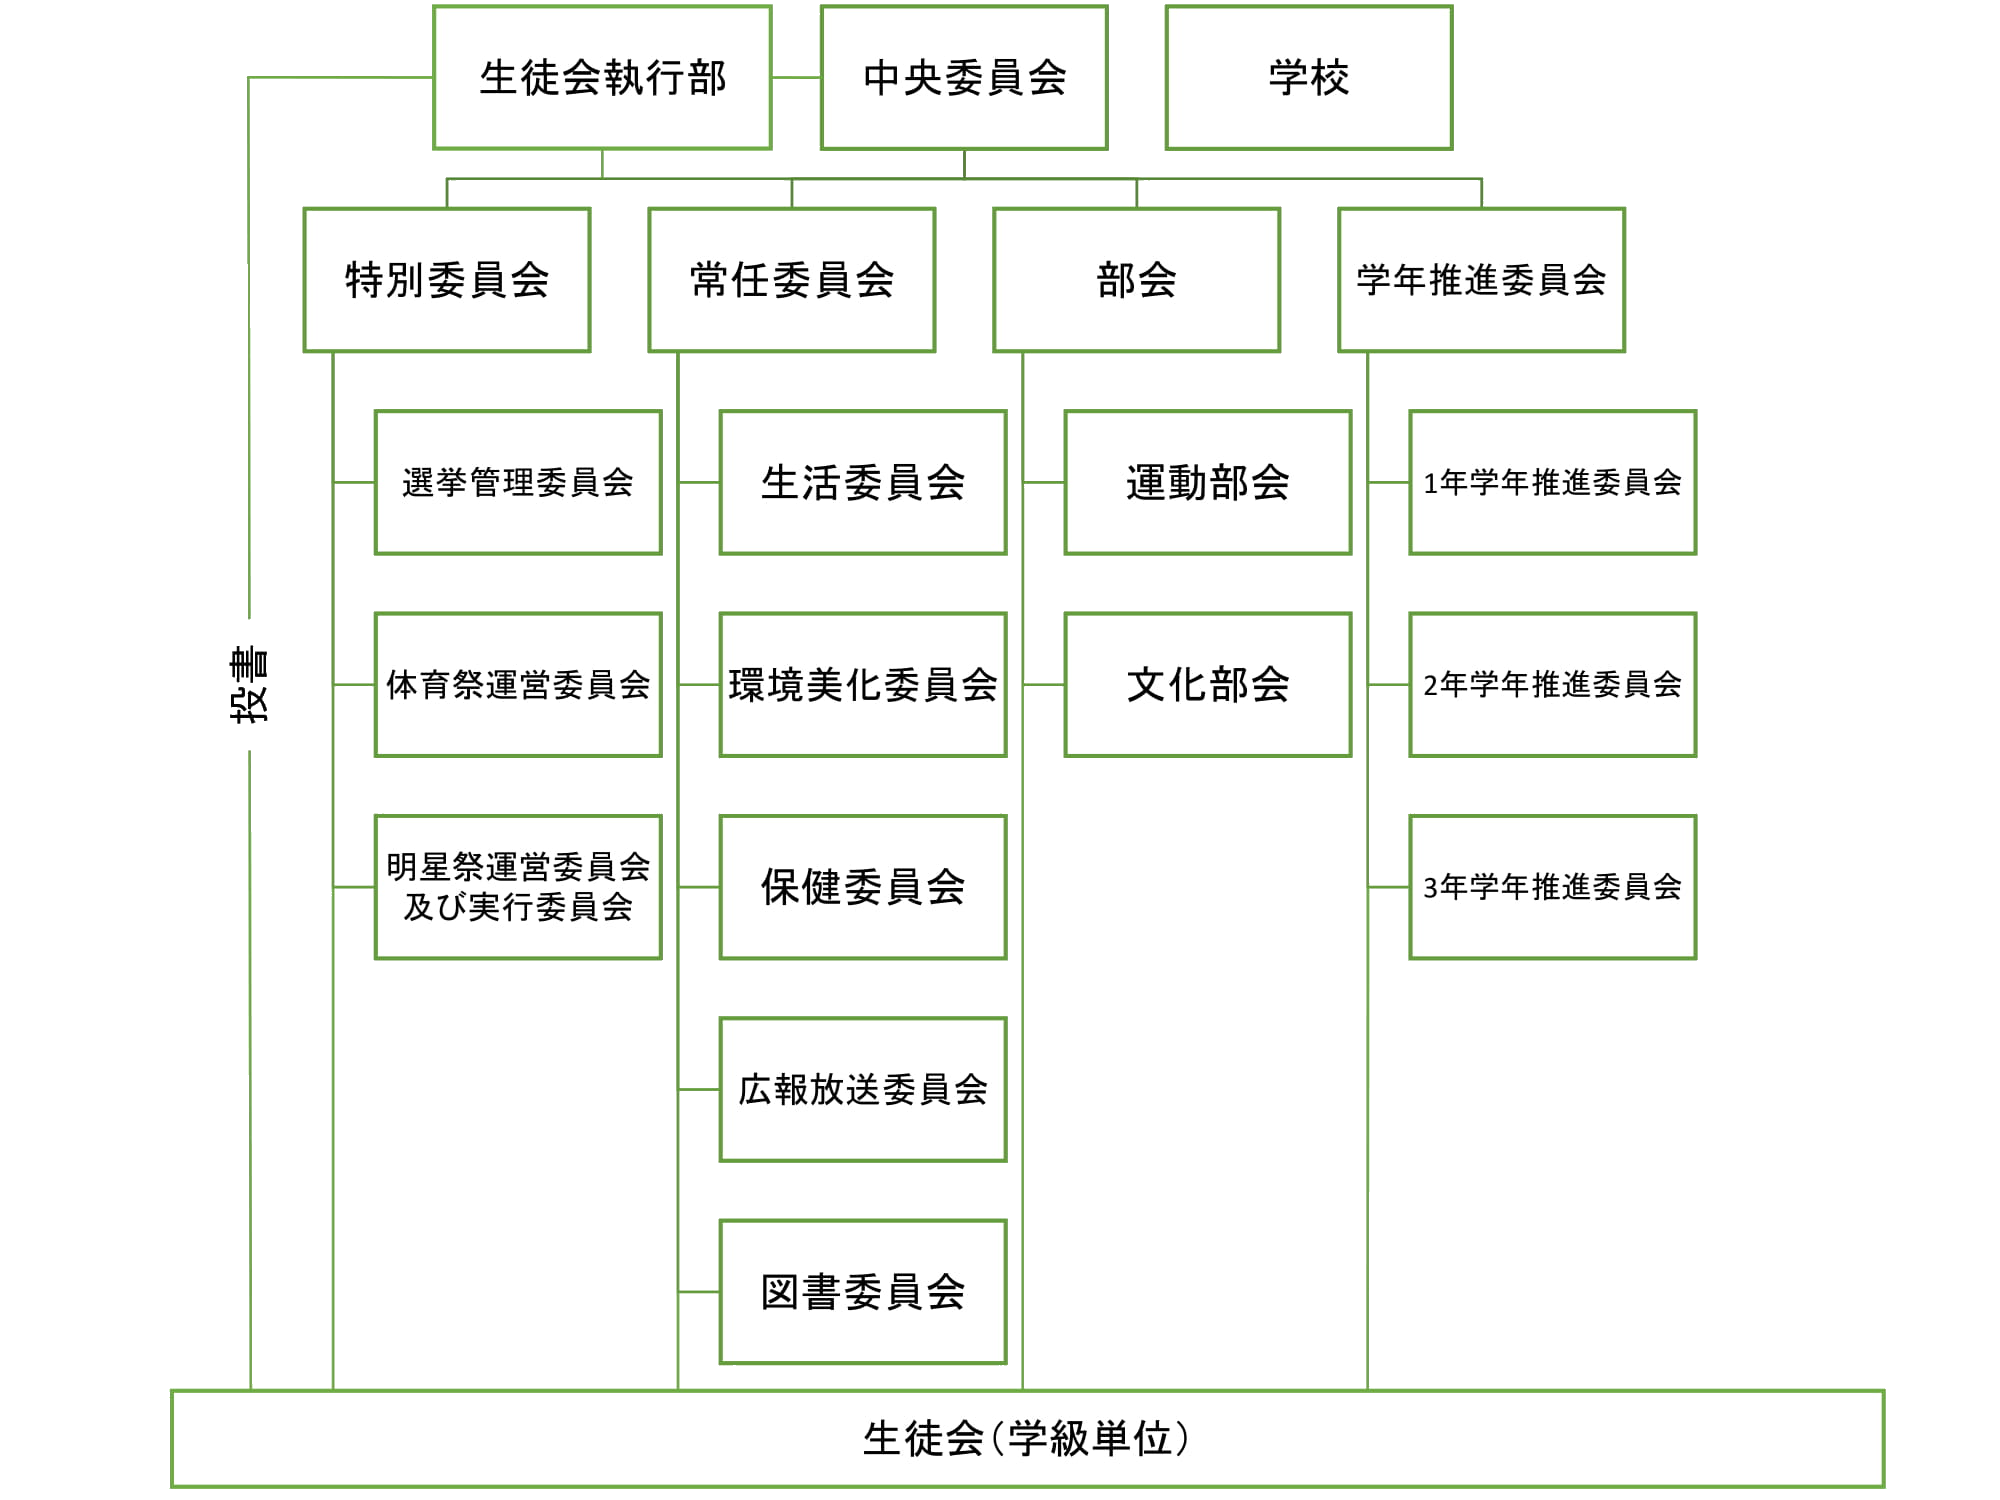 生徒会執行部
中央委員会
学校
特別委員会
常任委員会
部会
学年推進委員会
選挙管理委員会
生活委員会
運動部会
1年学年推進委員会
体育祭運営委員会
環境美化委員会
文化部会
2年学年推進委員会
明星祭運営委員会
及び実行委員会
保健委員会
3年学年推進委員会
広報放送委員会
図書委員会
投書
生徒会（学級単位）